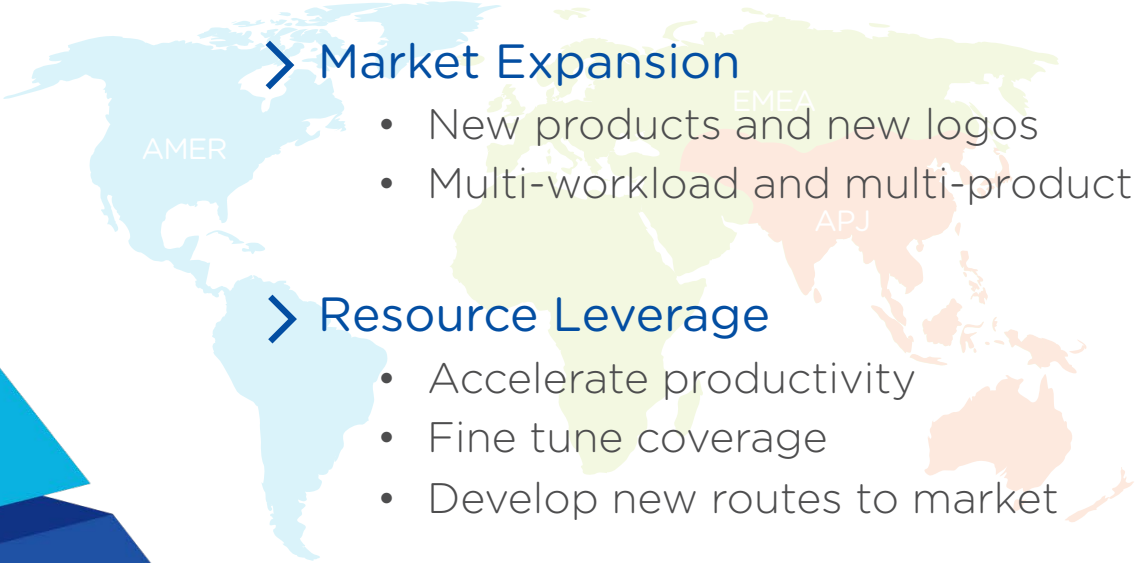 Market Expansion
EMEA
• New products and new logos
AMER
• Multi-workload and multi-product
APJ
Resource Leverage
• Accelerate productivity
• Fine tune coverage
• Develop new routes to market